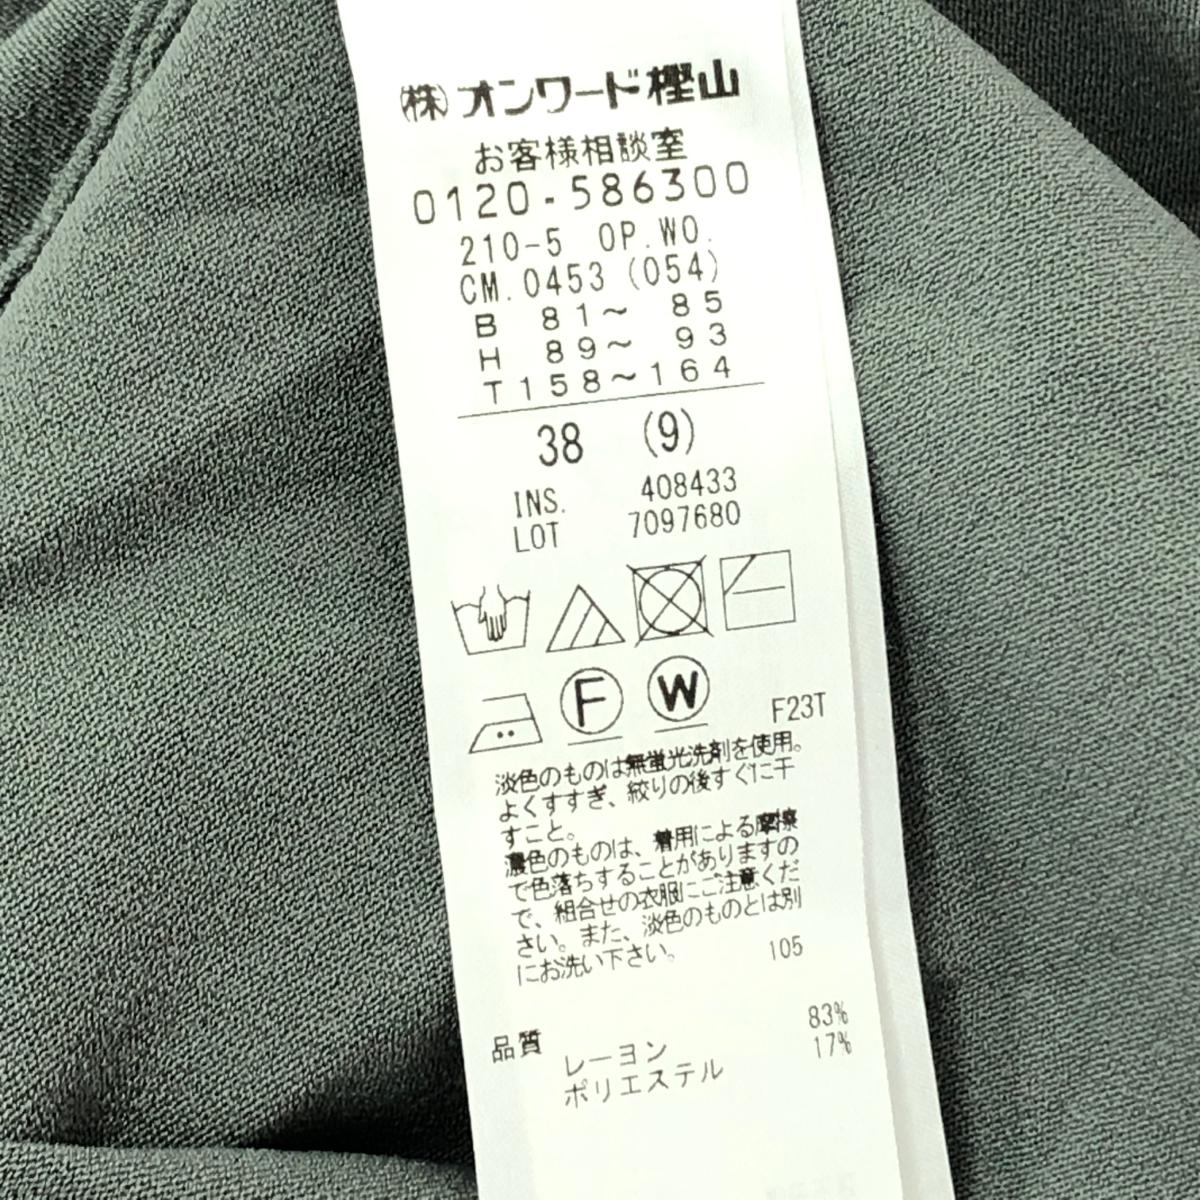 (株)オンワード樫山
お客様相談室
0120-586300
210-5 OP.WO.
CM.0453 (054)
B 81～ 85
H 89～ 93
T158～164
38 (9)
INS. 408433
LOT 7097680
F W F23T
淡色のものは無蛍光洗剤を使用。
よくすすぎ、絞りの後すぐに干
すこと。
濃色のものは、着用による摩擦
で色落ちすることがありますの
で、組合せの衣服にご注意くだ
さい。また、淡色のものとは別
にお洗い下さい。 105
品質
レーヨン 83%
ポリエステル 17%